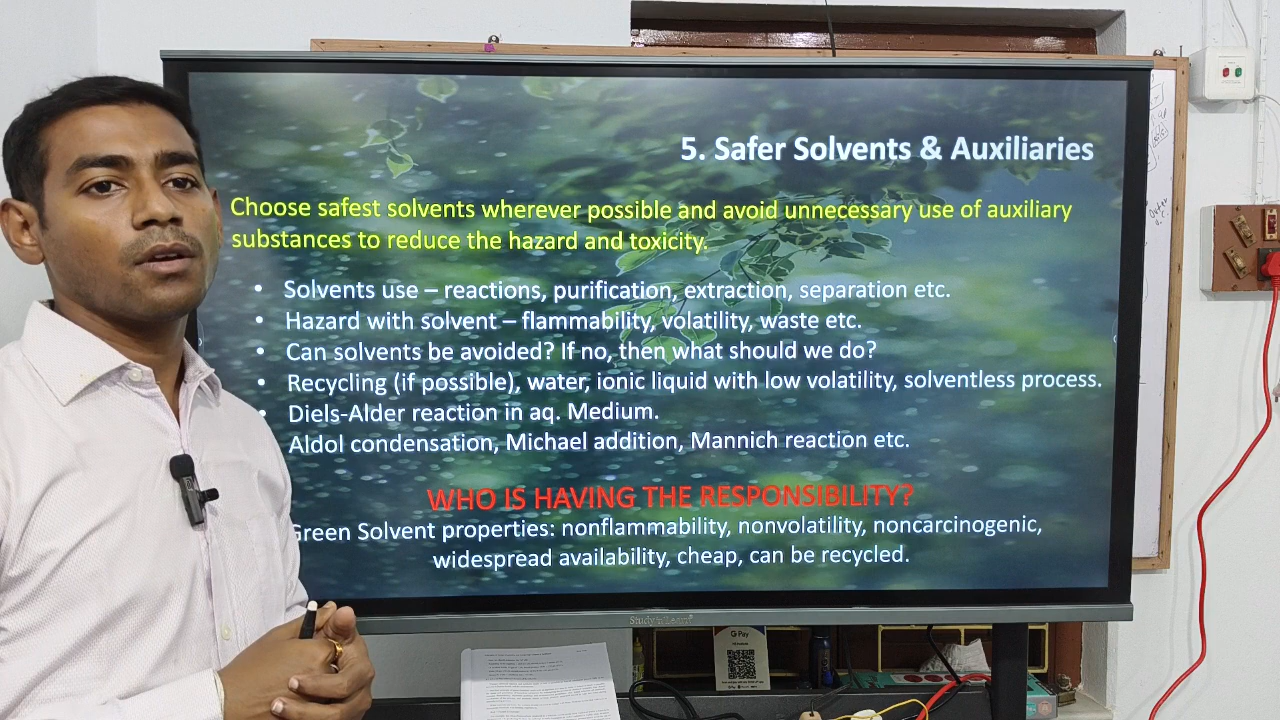 5. Safer Solvents & Auxiliaries
Choose safest solvents wherever possible and avoid unnecessary use of auxiliary
substances to reduce the hazard and toxicity.
• Solvents use – reactions, purification, extraction, separation etc.
• Hazard with solvent – flammability, volatility, waste etc.
• Can solvents be avoided? If no, then what should we do?
• Recycling (if possible), water, ionic liquid with low volatility, solventless process.
• Diels-Alder reaction in aq. Medium.
Aldol condensation, Michael addition, Mannich reaction etc.
WHO IS HAVING THE RESPONSIBILITY?
Green Solvent properties: nonflammability, nonvolatility, noncarcinogenic,
widespread availability, cheap, can be recycled.
Study'n'Learn
G Pay